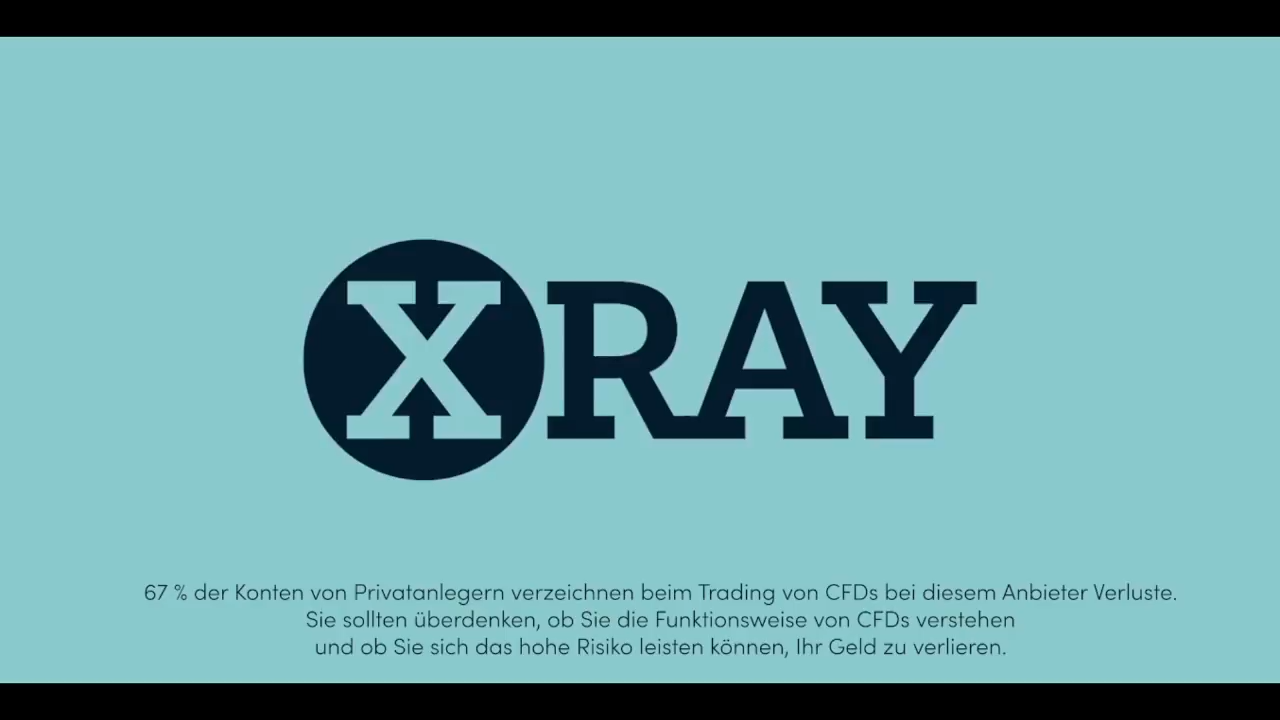 XRAY
67 % der Konten von Privatanlegern verzeichnen beim Trading von CFDs bei diesem Anbieter Verluste.
Sie sollten überdenken, ob Sie die Funktionsweise von CFDs verstehen
und ob Sie sich das hohe Risiko leisten können, Ihr Geld zu verlieren.